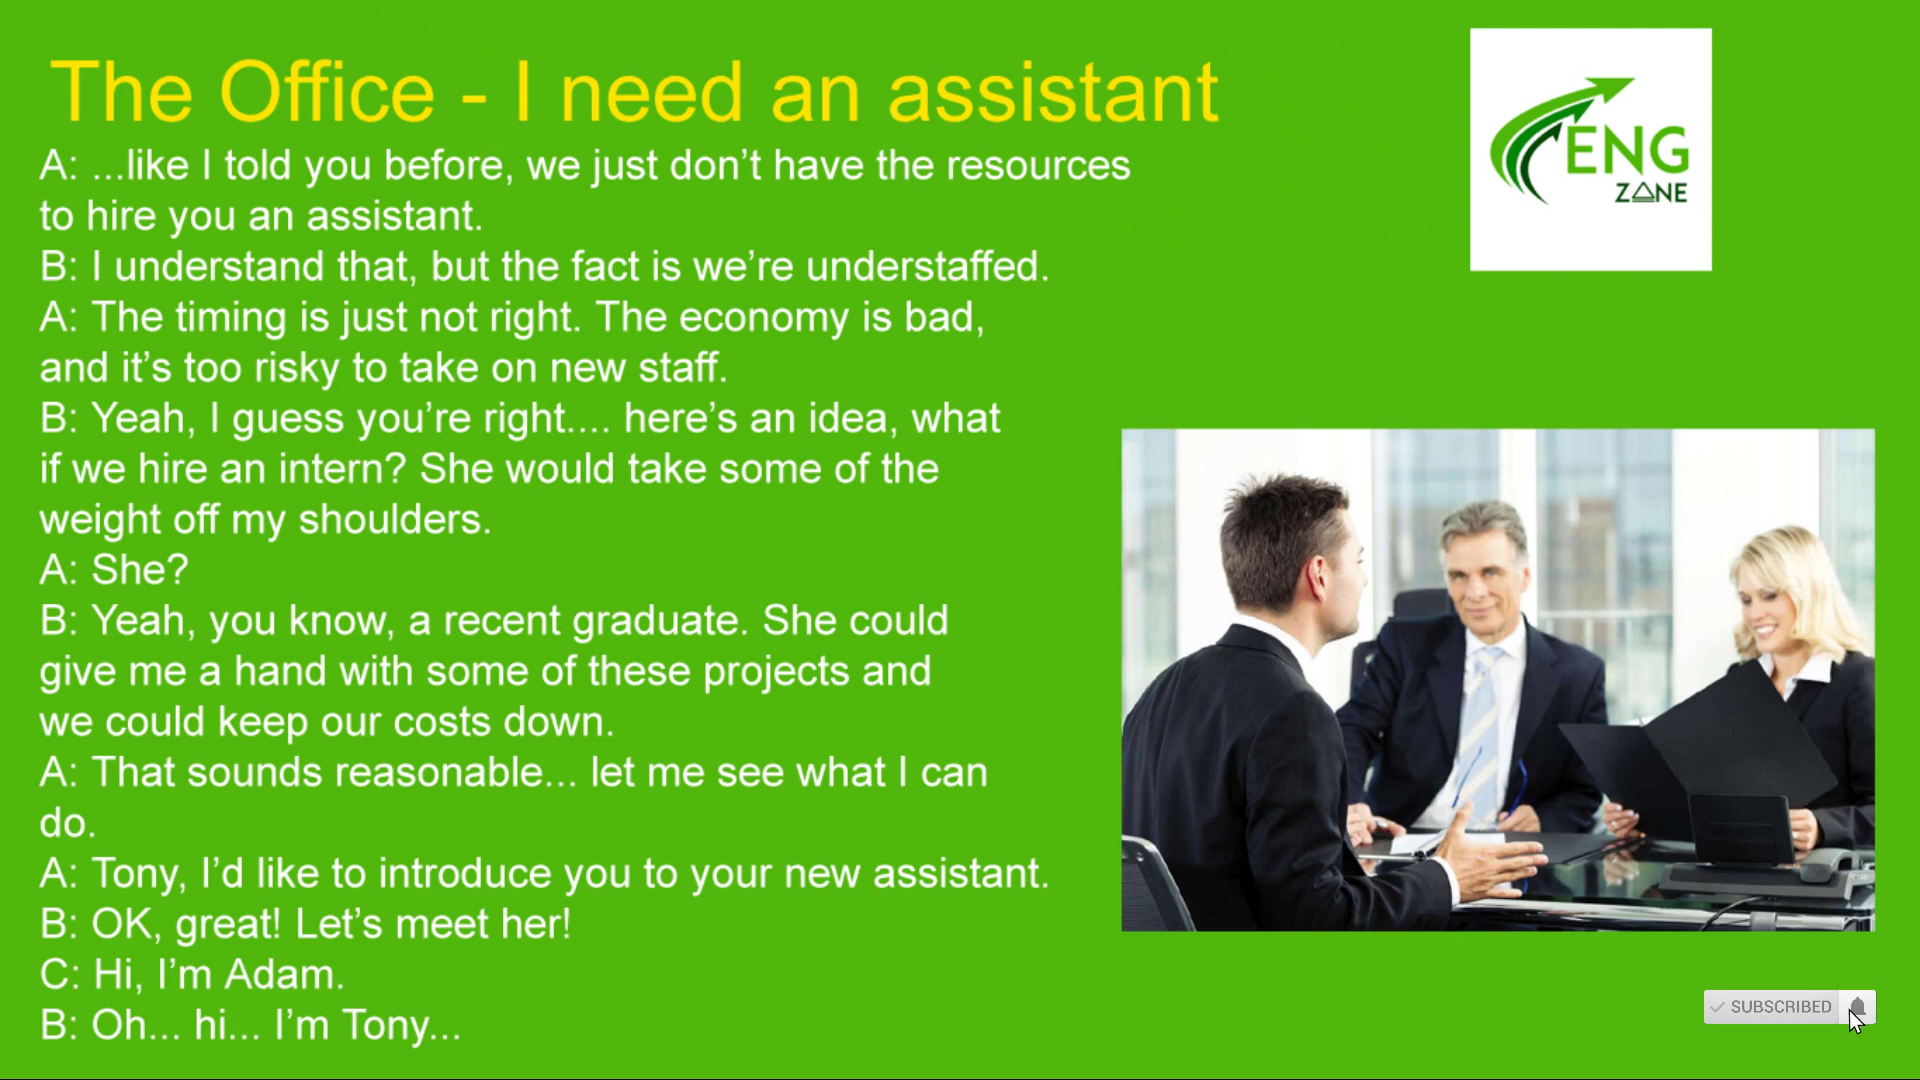 The Office - I need an assistant
A: ...like I told you before, we just don’t have the resources
to hire you an assistant.
B: I understand that, but the fact is we’re understaffed.
A: The timing is just not right. The economy is bad,
and it’s too risky to take on new staff.
B: Yeah, I guess you’re right.... here’s an idea, what
if we hire an intern? She would take some of the
weight off my shoulders.
A: She?
B: Yeah, you know, a recent graduate. She could
give me a hand with some of these projects and
we could keep our costs down.
A: That sounds reasonable... let me see what I can
do.
A: Tony, I’d like to introduce you to your new assistant.
B: OK, great! Let’s meet her!
C: Hi, I’m Adam.
B: Oh... hi... I’m Tony...
ENG
ZONE
SUBSCRIBED